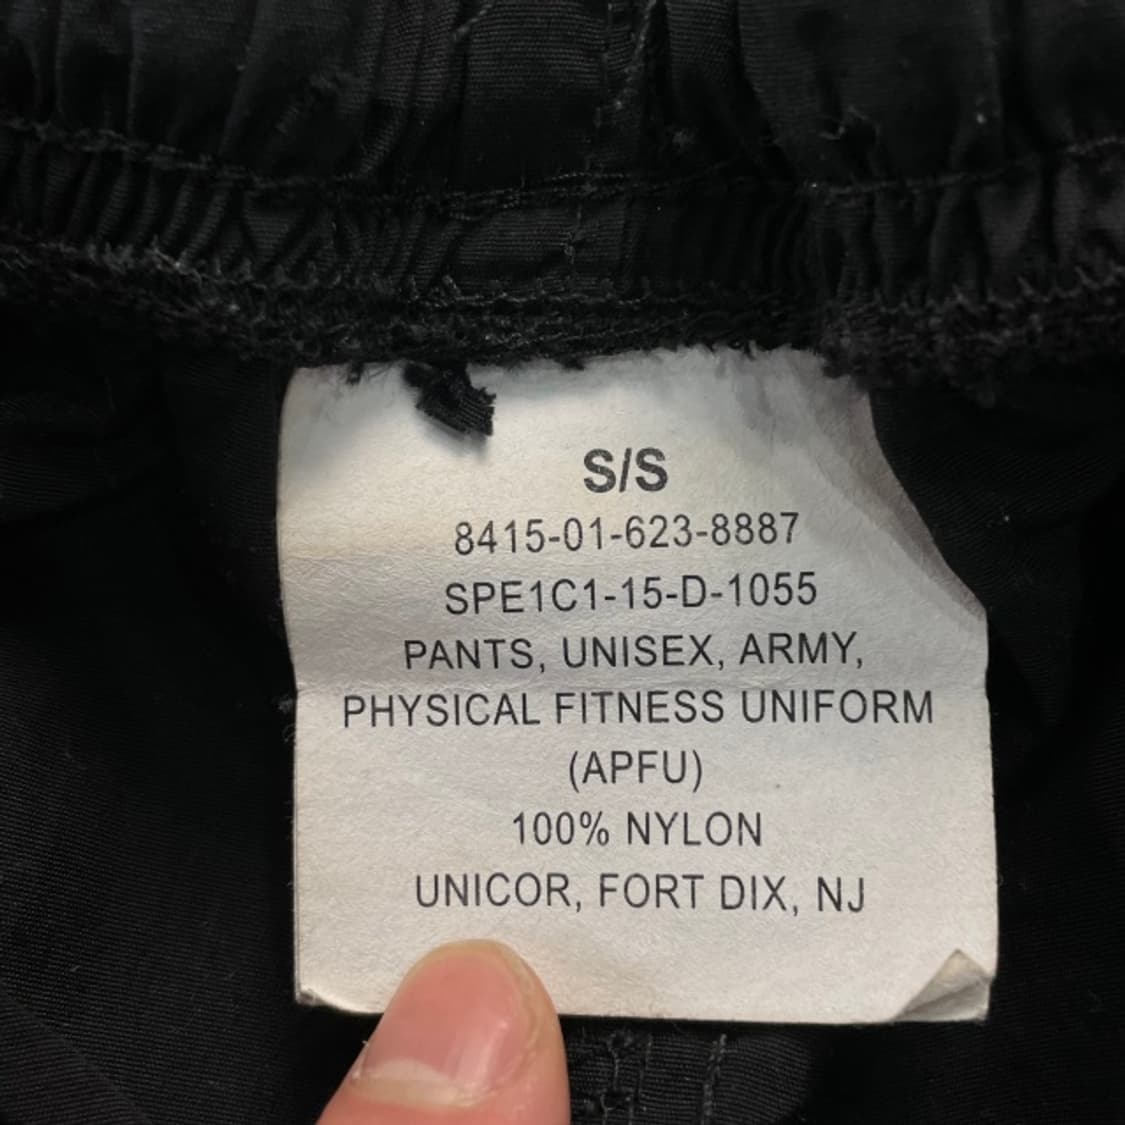 S/S
8415-01-623-8887
SPE1C1-15-D-1055
PANTS, UNISEX, ARMY,
PHYSICAL FITNESS UNIFORM
(APFU)
100% NYLON
UNICOR, FORT DIX, NJ